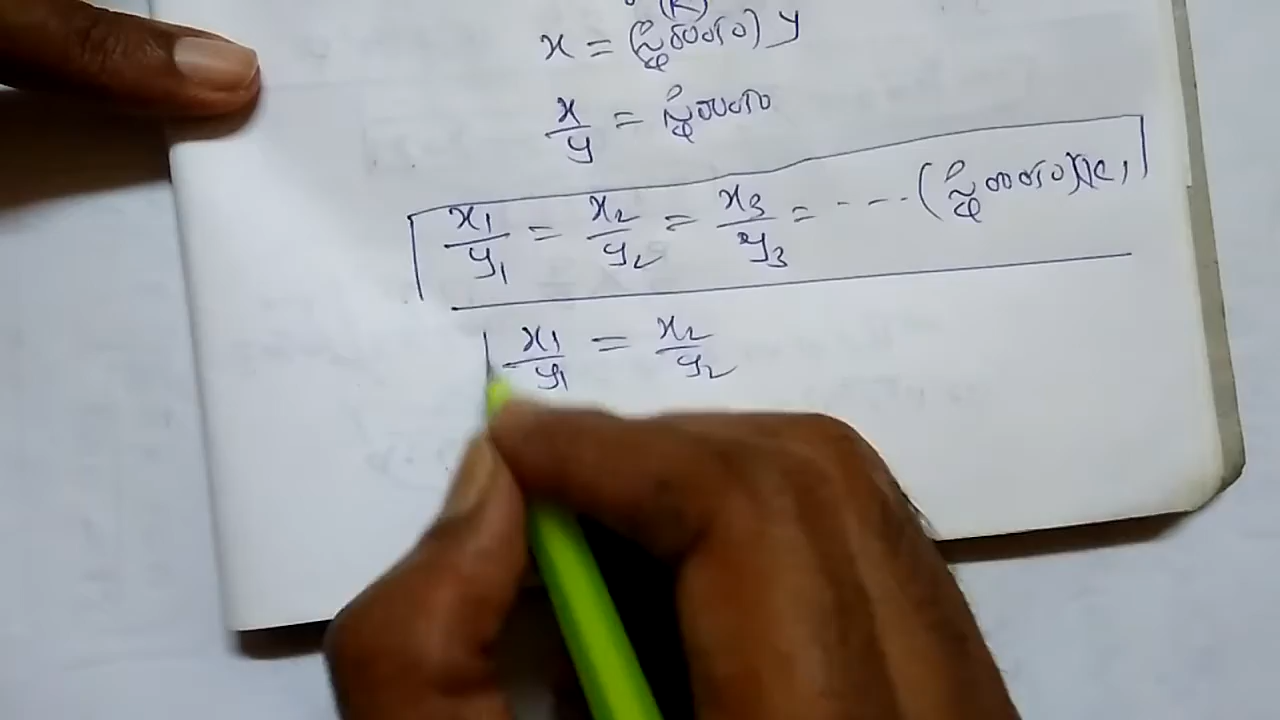 (K)
x = (స్థిరాంకం) y
x/y = స్థిరాంకం
x₁/y₁ = x₂/y₂ = x₃/y₃ = - - - - (స్థిరాంకం)
x₁/y₁ = x₂/y₂